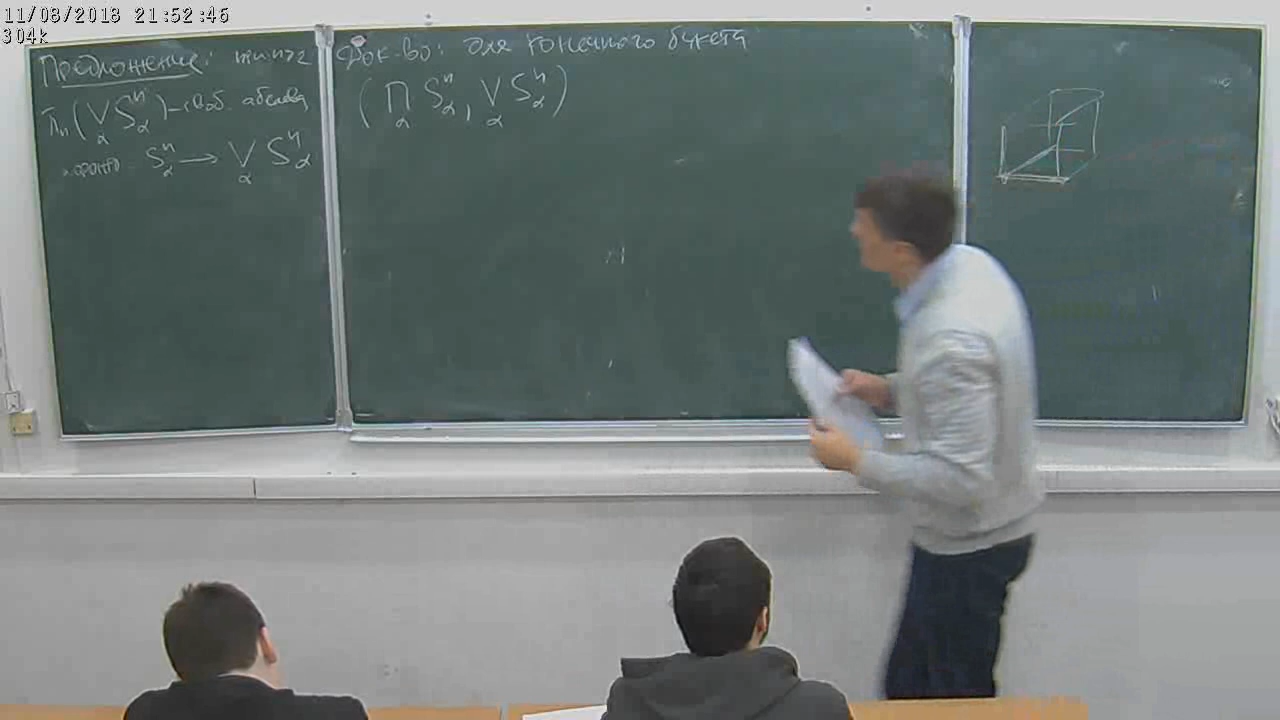 11/08/2018 21:52:46
304k
Предложение: при n≥2
π_n(⋁_α S^n_α) – своб. абелева
S^n_α → ⋁_α S^n_α
Док-во: для конечного букета
(∏_α S^n_α, ⋁_α S^n_α)